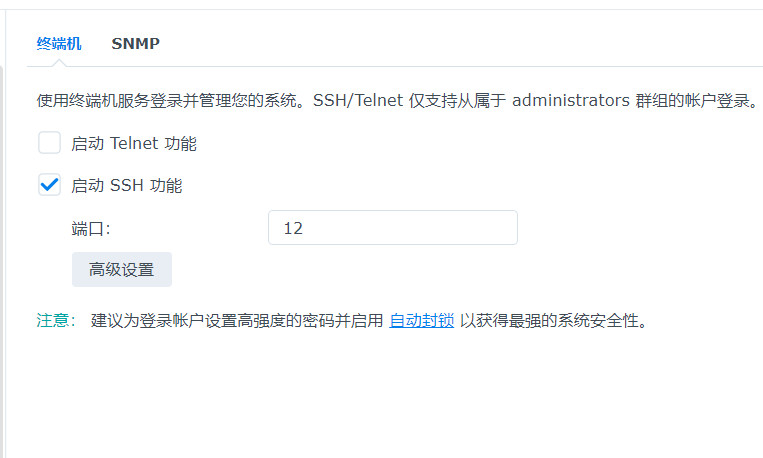 终端机 SNMP
使用终端机服务登录并管理您的系统。SSH/Telnet 仅支持从属于 administrators 群组的帐户登录。
启动 Telnet 功能
启动 SSH 功能
端口: 12
高级设置
注意: 建议为登录帐户设置高强度的密码并启用 自动封锁 以获得最强的系统安全性。